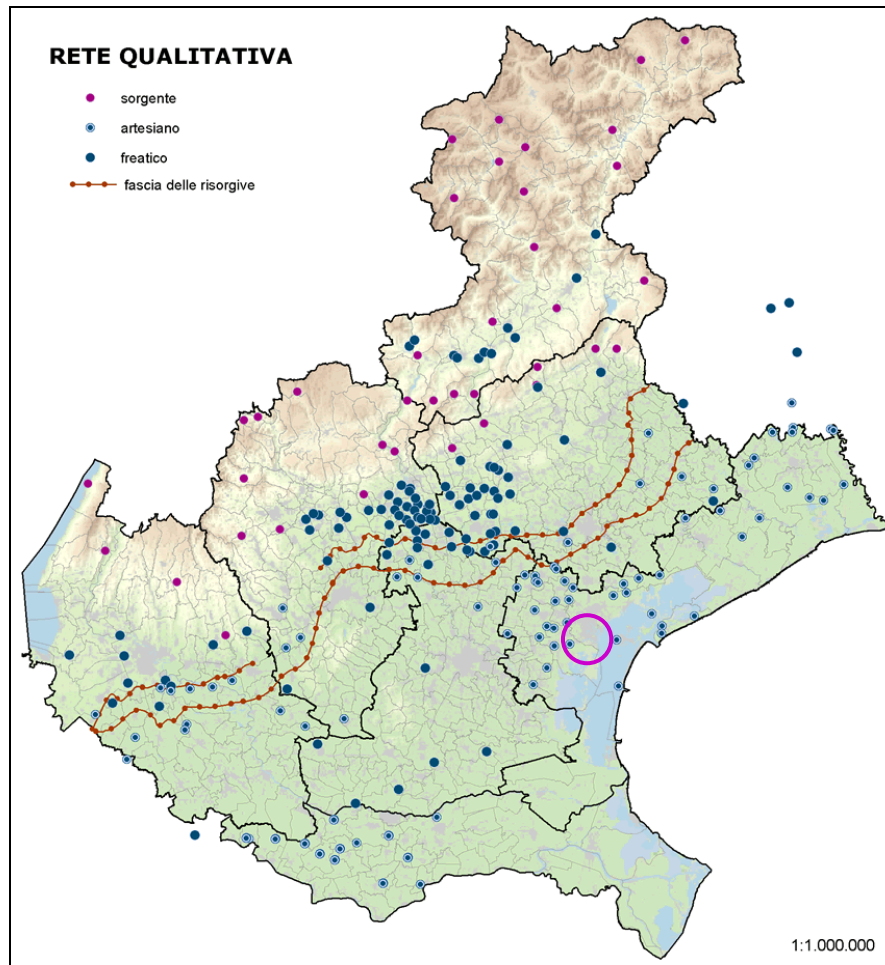 RETE QUALITATIVA
sorgente
artesiano
freatico
fascia delle risorgive
1:1.000.000